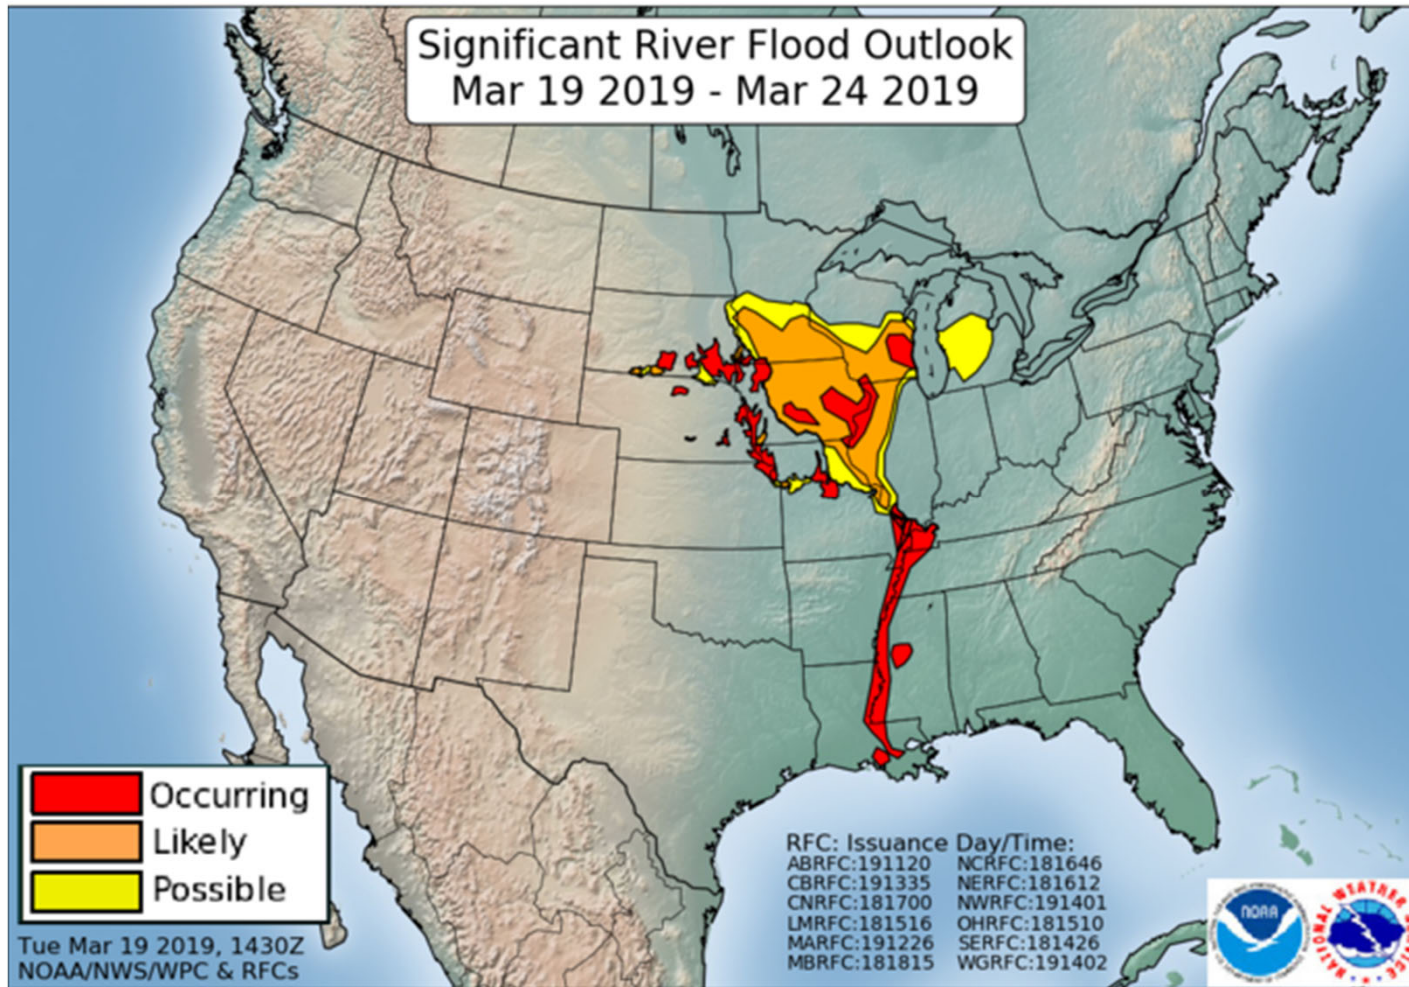 Significant River Flood Outlook
Mar 19 2019 - Mar 24 2019
Occurring
Likely
Possible
Tue Mar 19 2019, 1430Z
NOAA/NWS/WPC & RFCs
RFC: Issuance Day/Time:
ABRFC:191120 NCRFC:181646
CBRFC:191335 NERFC:181612
CNRFC:181700 NWRFC:191401
LMRFC:181516 OHRFC:181510
MARFC:191226 SERFC:181426
MBRFC:181815 WGRFC:191402
NOAA
NATIONAL WEATHER